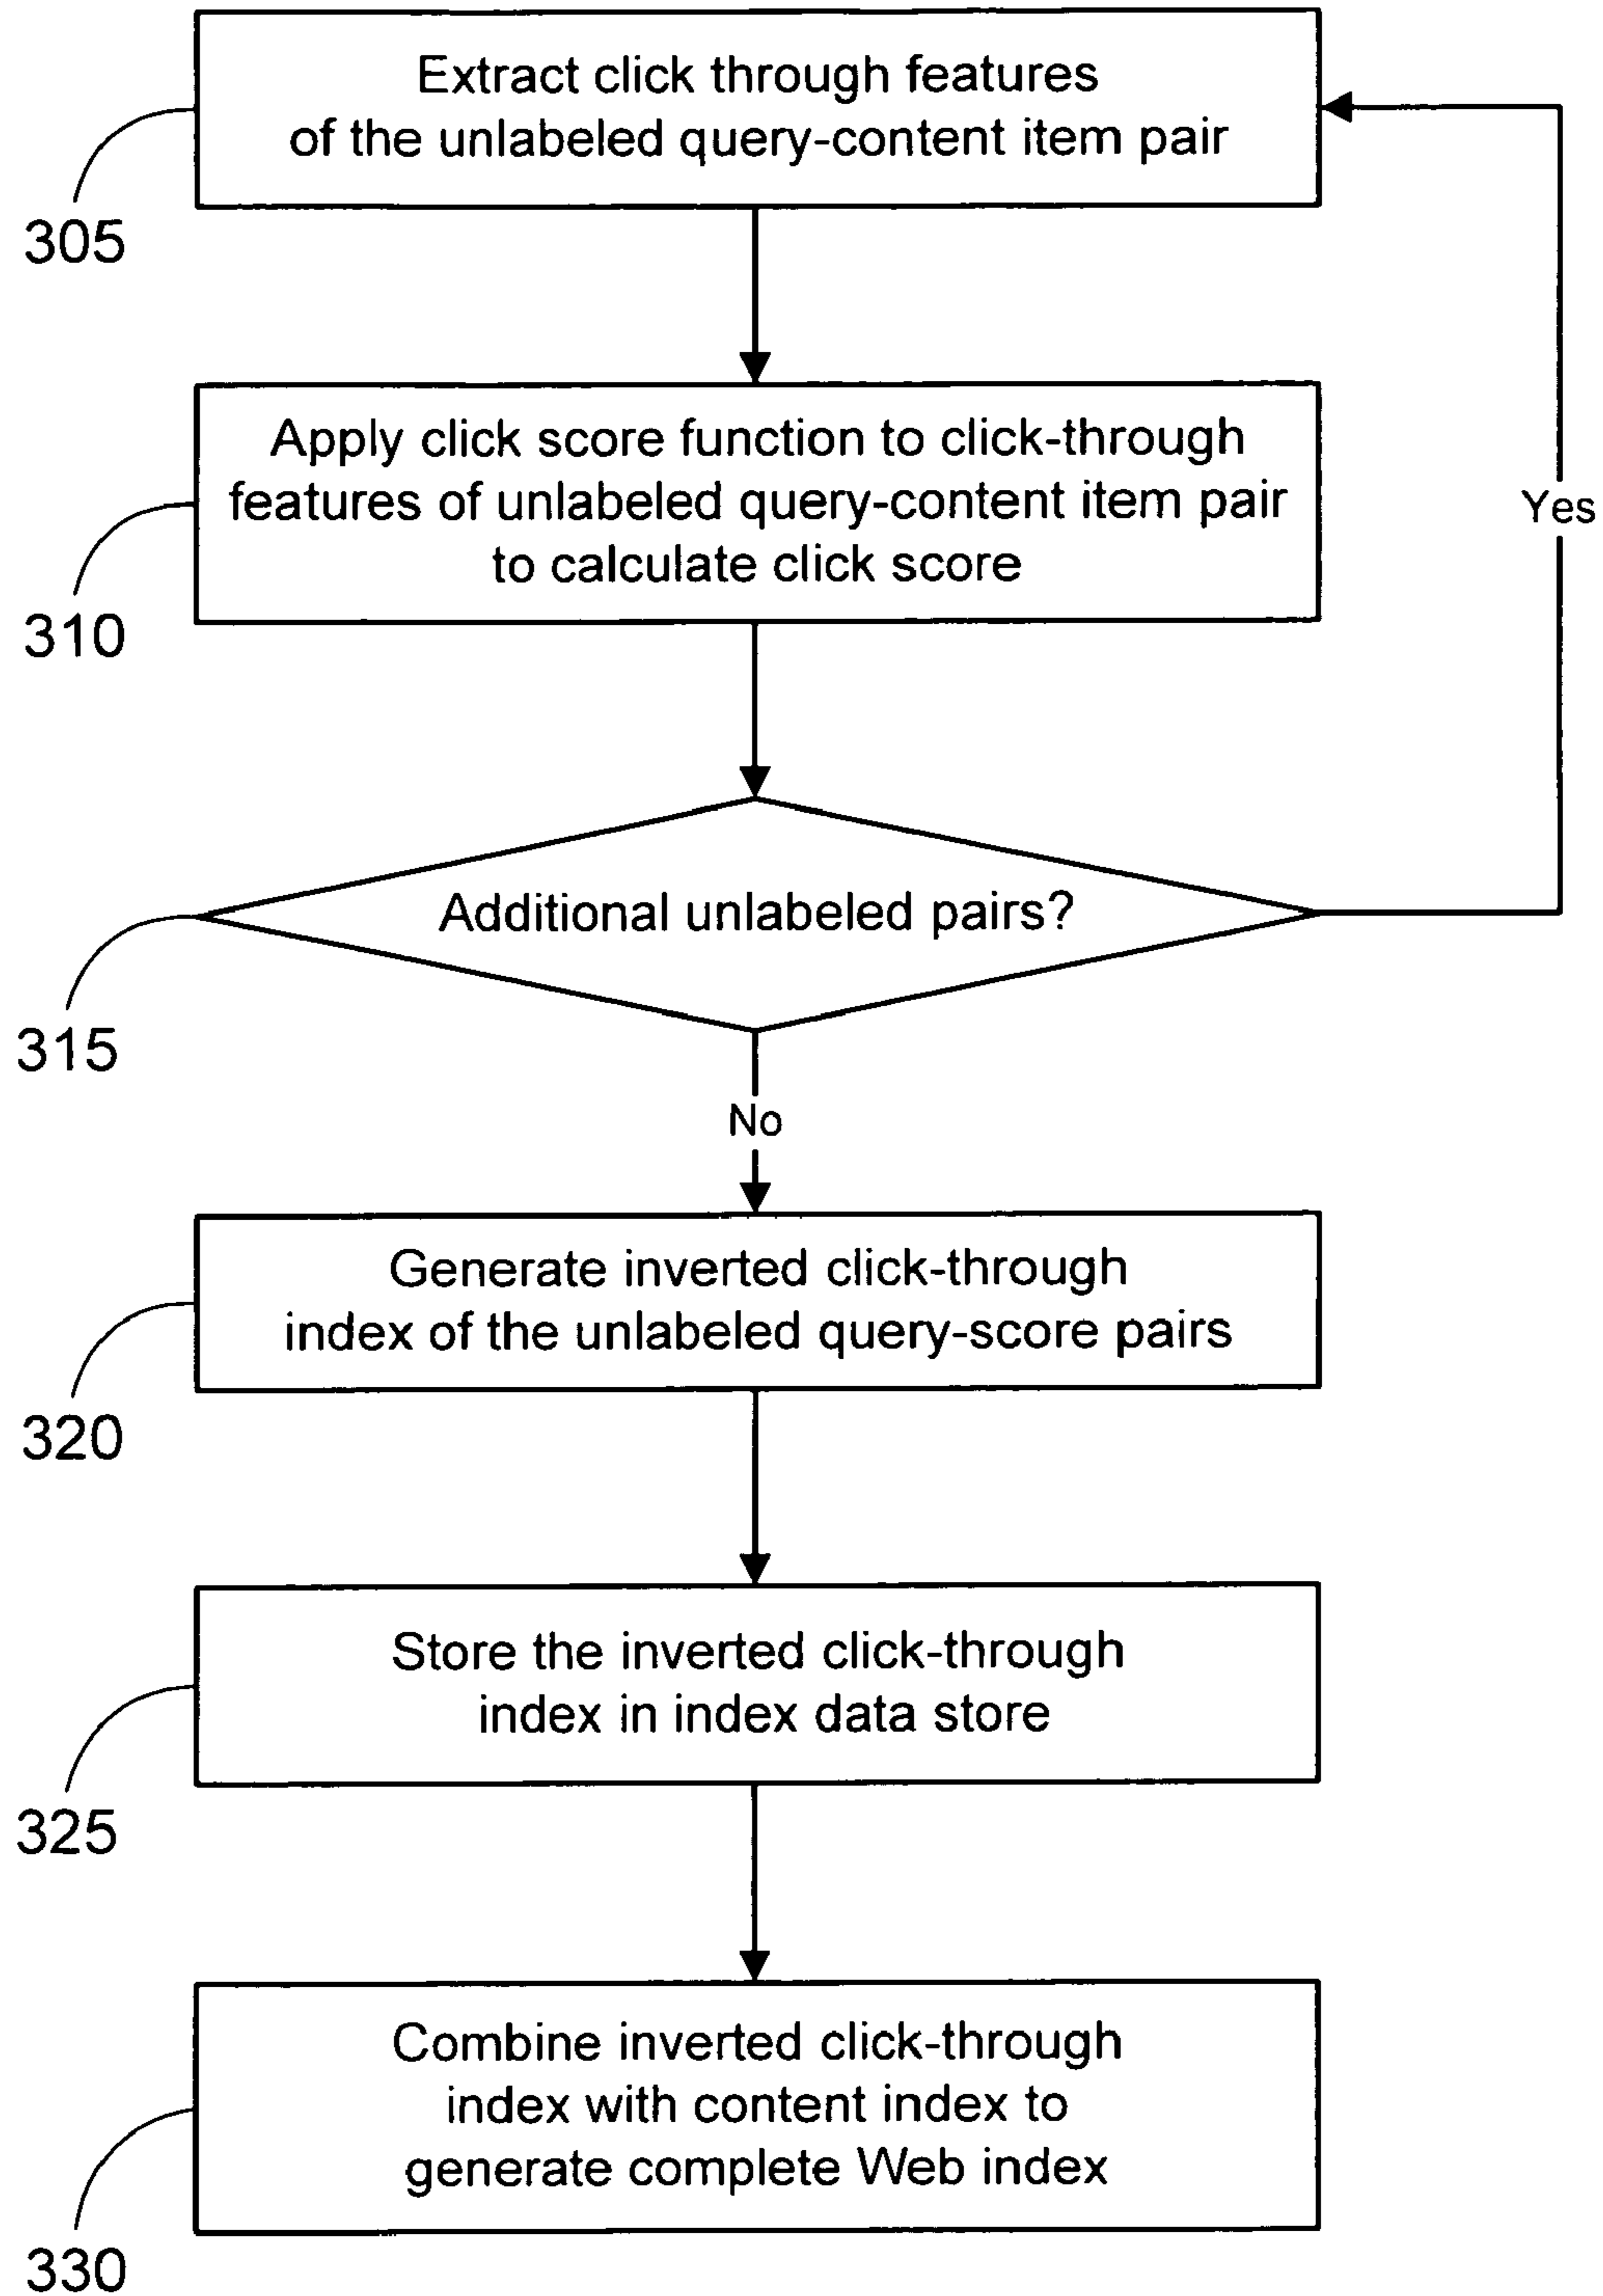 Extract click through features
of the unlabeled query-content item pair
305
Apply click score function to click-through
features of unlabeled query-content item pair
to calculate click score
Yes
310
Additional unlabeled pairs?
315
No
Generate inverted click-through
index of the unlabeled query-score pairs
320
Store the inverted click-through
index in index data store
325
Combine inverted click-through
index with content index to
generate complete Web index
330